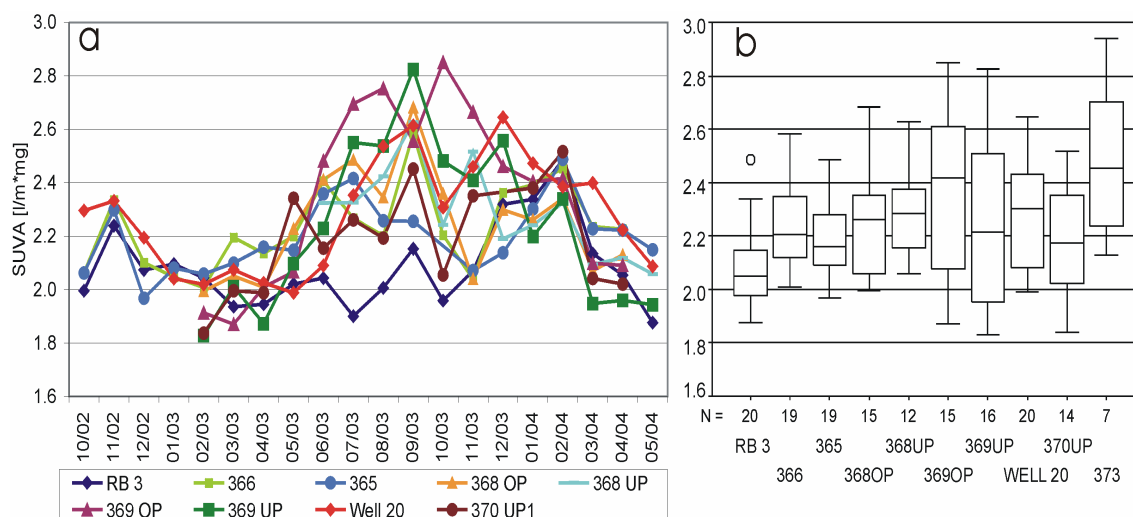 a
SUVA [l/m*mg]
3.0
2.8
2.6
2.4
2.2
2.0
1.8
1.6
10/02 11/02 12/02 01/03 02/03 03/03 04/03 05/03 06/03 07/03 08/03 09/03 10/03 11/03 12/03 01/04 02/04 03/04 04/04 05/04
RB 3 366 365 368 OP 368 UP
369 OP 369 UP Well 20 370 UP1
b
3.0
2.8
2.6
2.4
2.2
2.0
1.8
1.6
N = 20 19 19 15 12 15 16 20 14 7
RB 3 365 368UP 369UP 370UP
366 368OP 369OP WELL 20 373